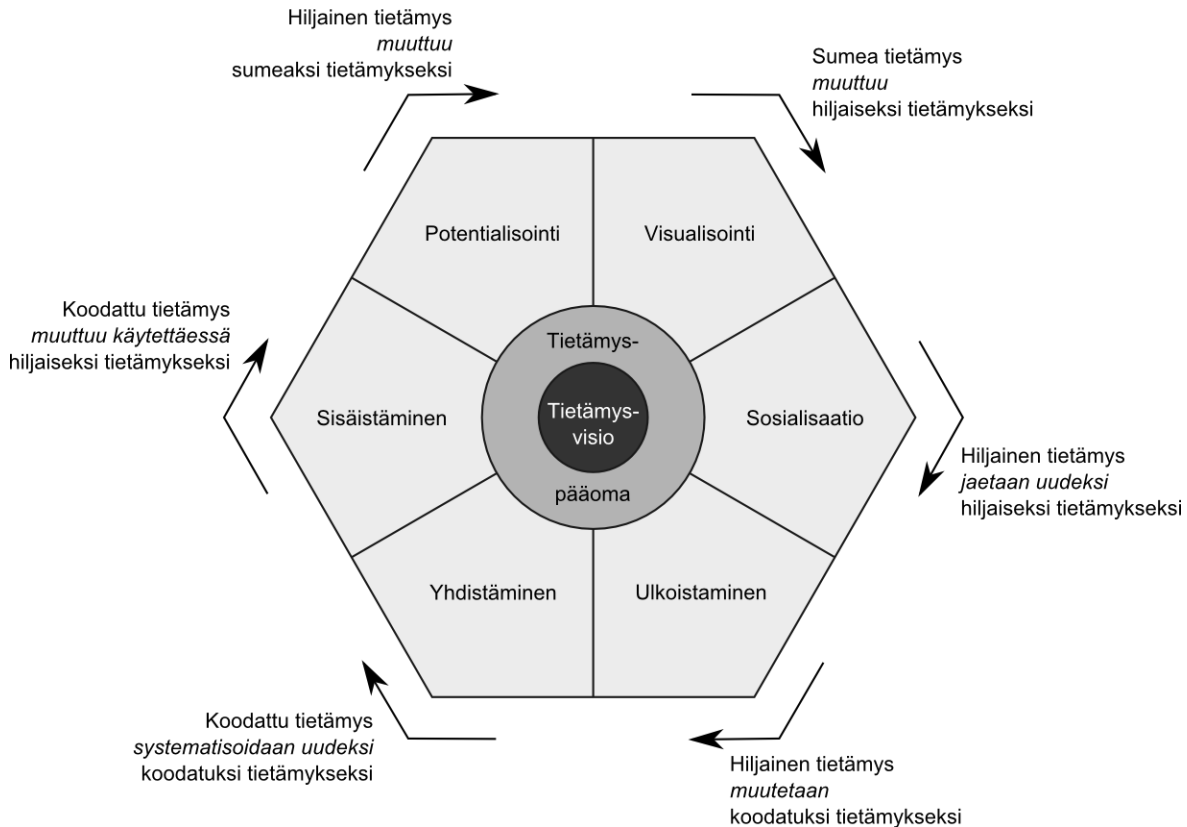 Hiljainen tietämys
muuttuu
sumeaksi tietämykseksi
Sumea tietämys
muuttuu
hiljaiseksi tietämykseksi
Potentialisointi
Visualisointi
Koodattu tietämys
muuttuu käytettäessä
hiljaiseksi tietämykseksi
Tietämys-
Sisäistäminen
Tietämys-
visio
Sosialisaatio
Hiljainen tietämys
jaetaan uudeksi
hiljaiseksi tietämykseksi
pääoma
Yhdistäminen
Ulkoistaminen
Koodattu tietämys
systematisoidaan uudeksi
koodatuksi tietämykseksi
Hiljainen tietämys
muutetaan
koodatuksi tietämykseksi